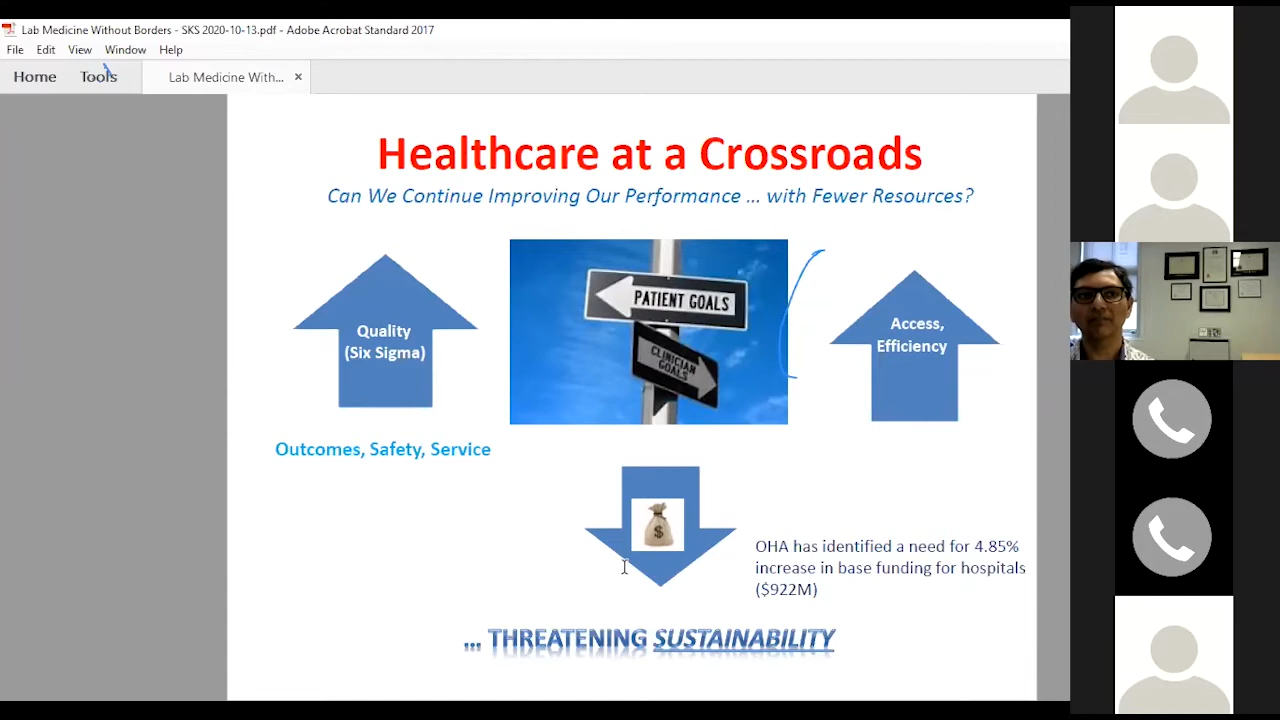 Lab Medicine Without Borders - SKS 2020-10-13.pdf - Adobe Acrobat Standard 2017
File Edit View Window Help
Home Tools Lab Medicine With... ×
Healthcare at a Crossroads
Can We Continue Improving Our Performance ... with Fewer Resources?
Quality
(Six Sigma)
PATIENT GOALS
CLINICIAN
GOALS
Access,
Efficiency
Outcomes, Safety, Service
$
OHA has identified a need for 4.85%
increase in base funding for hospitals
($922M)
... THREATENING SUSTAINABILITY